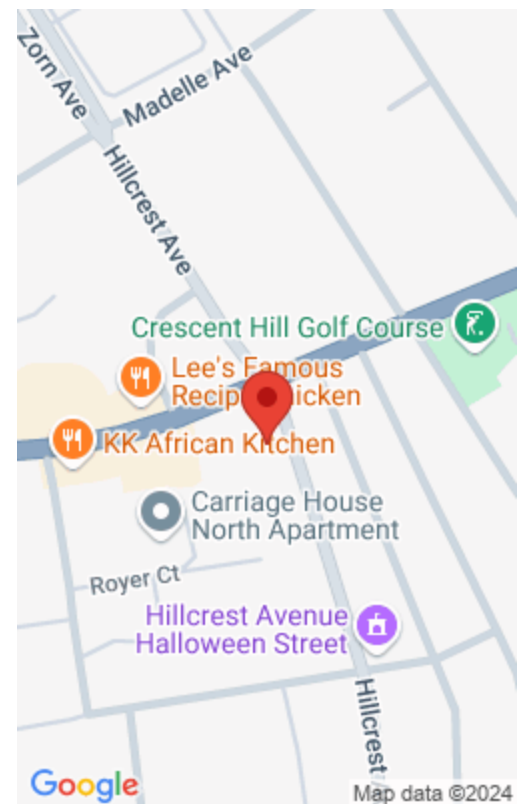 Zorn Ave
Madelle Ave
Hillcrest Ave
Crescent Hill Golf Course
Lee's Famous
Recipe Chicken
KK African Kitchen
Carriage House
North Apartment
Royer Ct
Hillcrest Avenue
Halloween Street
Hillcrest A
Google
Map data ©2024